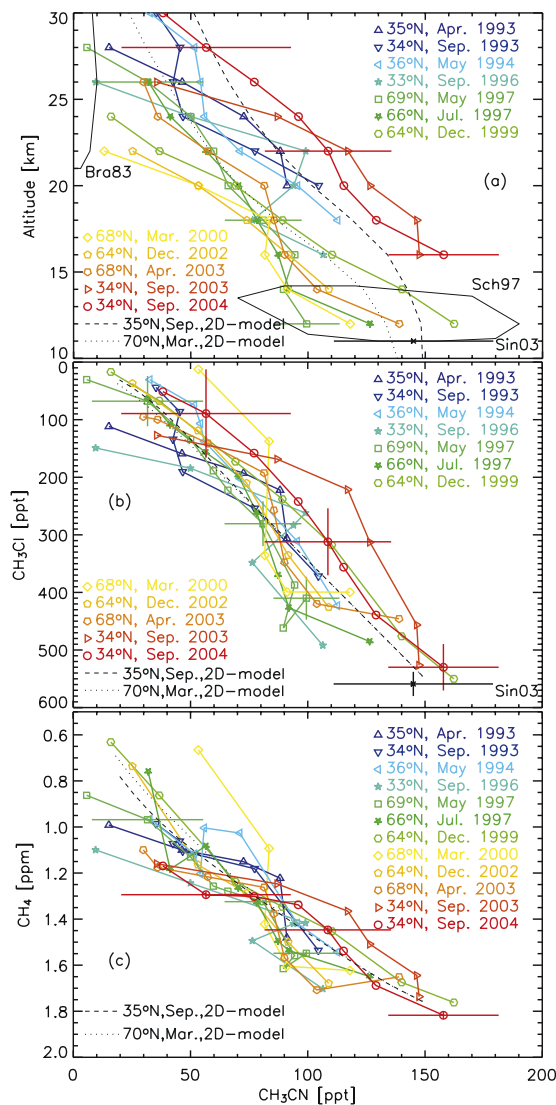 30
25
20
15
10
Altitude [km]
35°N, Apr. 1993
34°N, Sep. 1993
36°N, May 1994
33°N, Sep. 1996
69°N, May 1997
66°N, Jul. 1997
64°N, Dec. 1999
Bra83
(a)
68°N, Mar. 2000
64°N, Dec. 2002
68°N, Apr. 2003
34°N, Sep. 2003
34°N, Sep. 2004
35°N,Sep.,2D-model
70°N,Mar.,2D-model
Sch97
Sin03
0
100
200
300
400
500
600
CH₃Cl [ppt]
35°N, Apr. 1993
34°N, Sep. 1993
36°N, May 1994
33°N, Sep. 1996
69°N, May 1997
66°N, Jul. 1997
64°N, Dec. 1999
(b)
68°N, Mar. 2000
64°N, Dec. 2002
68°N, Apr. 2003
34°N, Sep. 2003
34°N, Sep. 2004
35°N,Sep.,2D-model
70°N,Mar.,2D-model
Sin03
0.6
0.8
1.0
1.2
1.4
1.6
1.8
2.0
CH₄ [ppm]
35°N, Apr. 1993
34°N, Sep. 1993
36°N, May 1994
33°N, Sep. 1996
69°N, May 1997
66°N, Jul. 1997
64°N, Dec. 1999
68°N, Mar. 2000
64°N, Dec. 2002
68°N, Apr. 2003
34°N, Sep. 2003
34°N, Sep. 2004
(c)
35°N,Sep.,2D-model
70°N,Mar.,2D-model
0 50 100 150 200
CH₃CN [ppt]